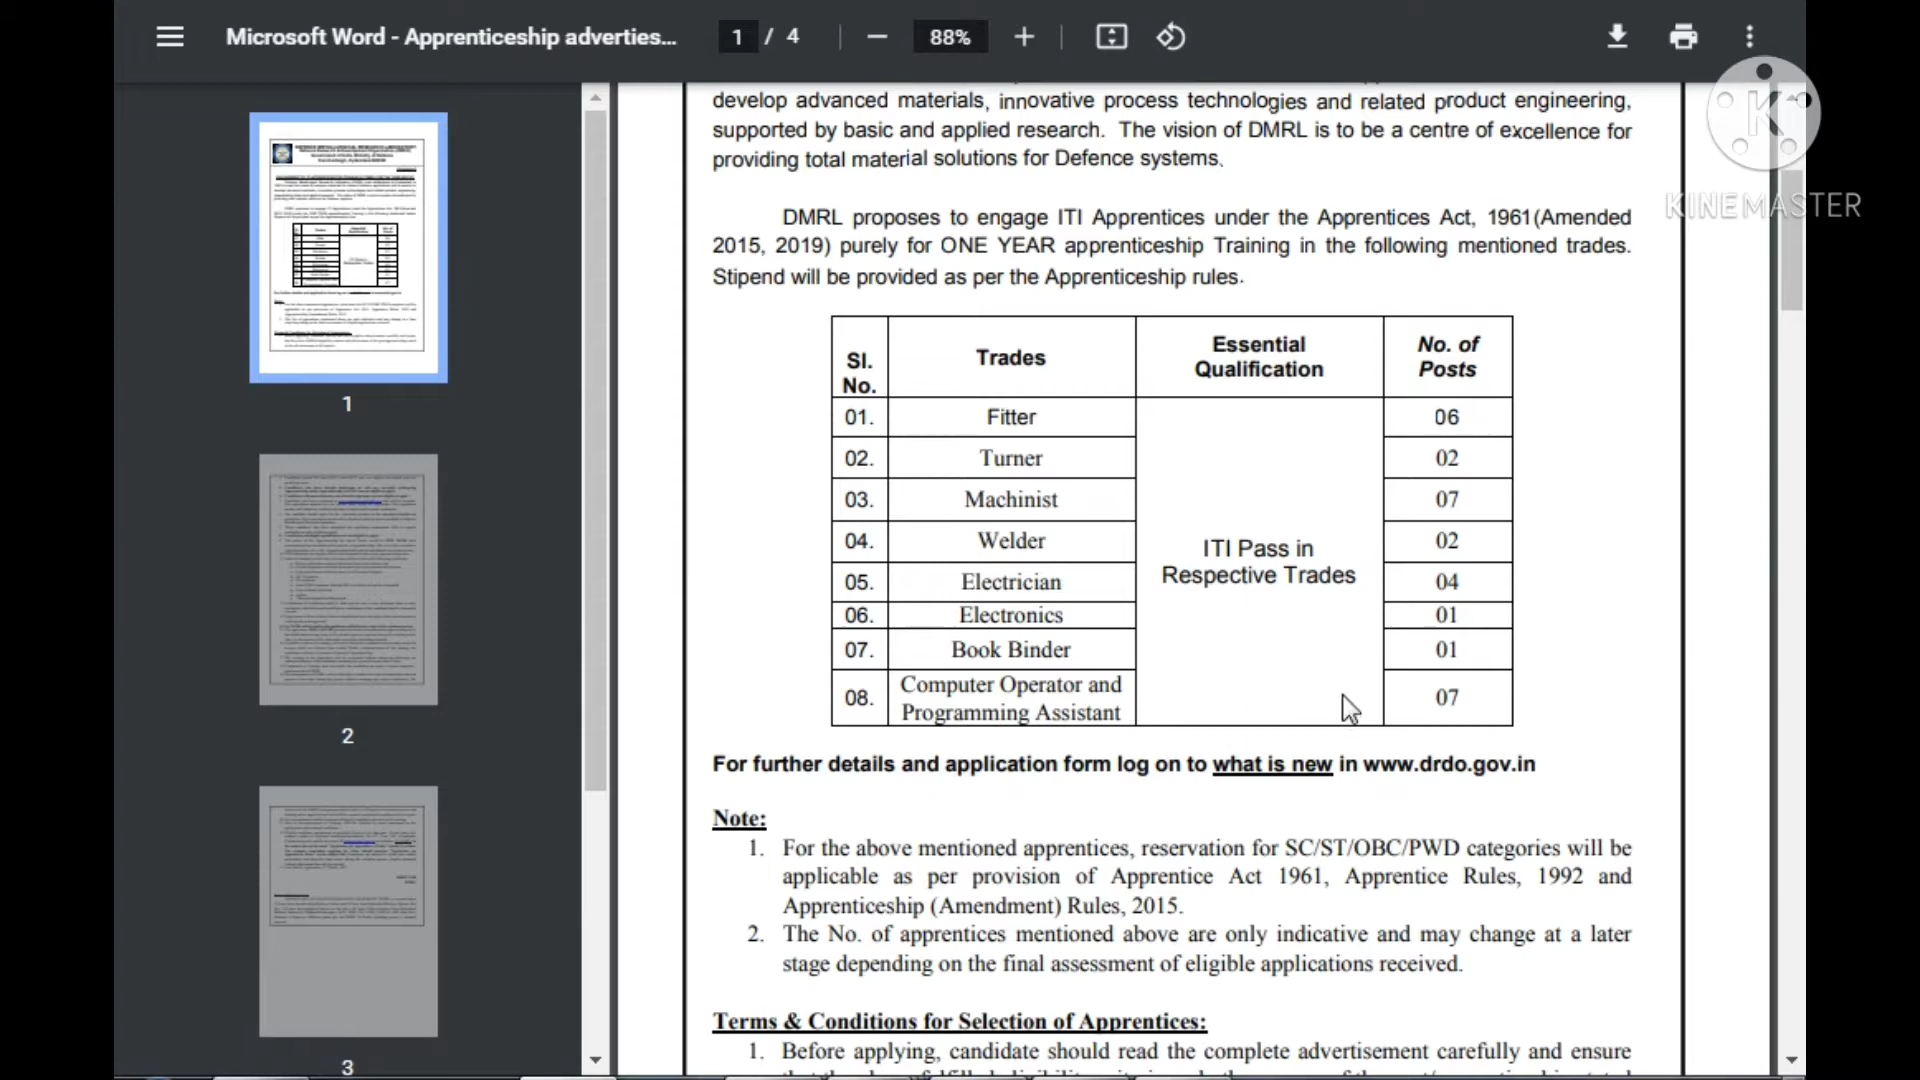 Microsoft Word - Apprenticeship adverties...
1 / 4
88%
develop advanced materials, innovative process technologies and related product engineering,
supported by basic and applied research. The vision of DMRL is to be a centre of excellence for
providing total material solutions for Defence systems.
DMRL proposes to engage ITI Apprentices under the Apprentices Act, 1961(Amended
2015, 2019) purely for ONE YEAR apprenticeship Training in the following mentioned trades.
Stipend will be provided as per the Apprenticeship rules.
Sl. No. Trades Essential Qualification No. of Posts
01. Fitter 06
02. Turner 02
03. Machinist 07
04. Welder 02
ITI Pass in
Respective Trades
05. Electrician 04
06. Electronics 01
07. Book Binder 01
08. Computer Operator and Programming Assistant 07
For further details and application form log on to what is new in www.drdo.gov.in
Note:
1. For the above mentioned apprentices, reservation for SC/ST/OBC/PWD categories will be
applicable as per provision of Apprentice Act 1961, Apprentice Rules, 1992 and
Apprenticeship (Amendment) Rules, 2015.
2. The No. of apprentices mentioned above are only indicative and may change at a later
stage depending on the final assessment of eligible applications received.
Terms & Conditions for Selection of Apprentices:
1. Before applying, candidate should read the complete advertisement carefully and ensure
1
2
3
K
KINEMASTER